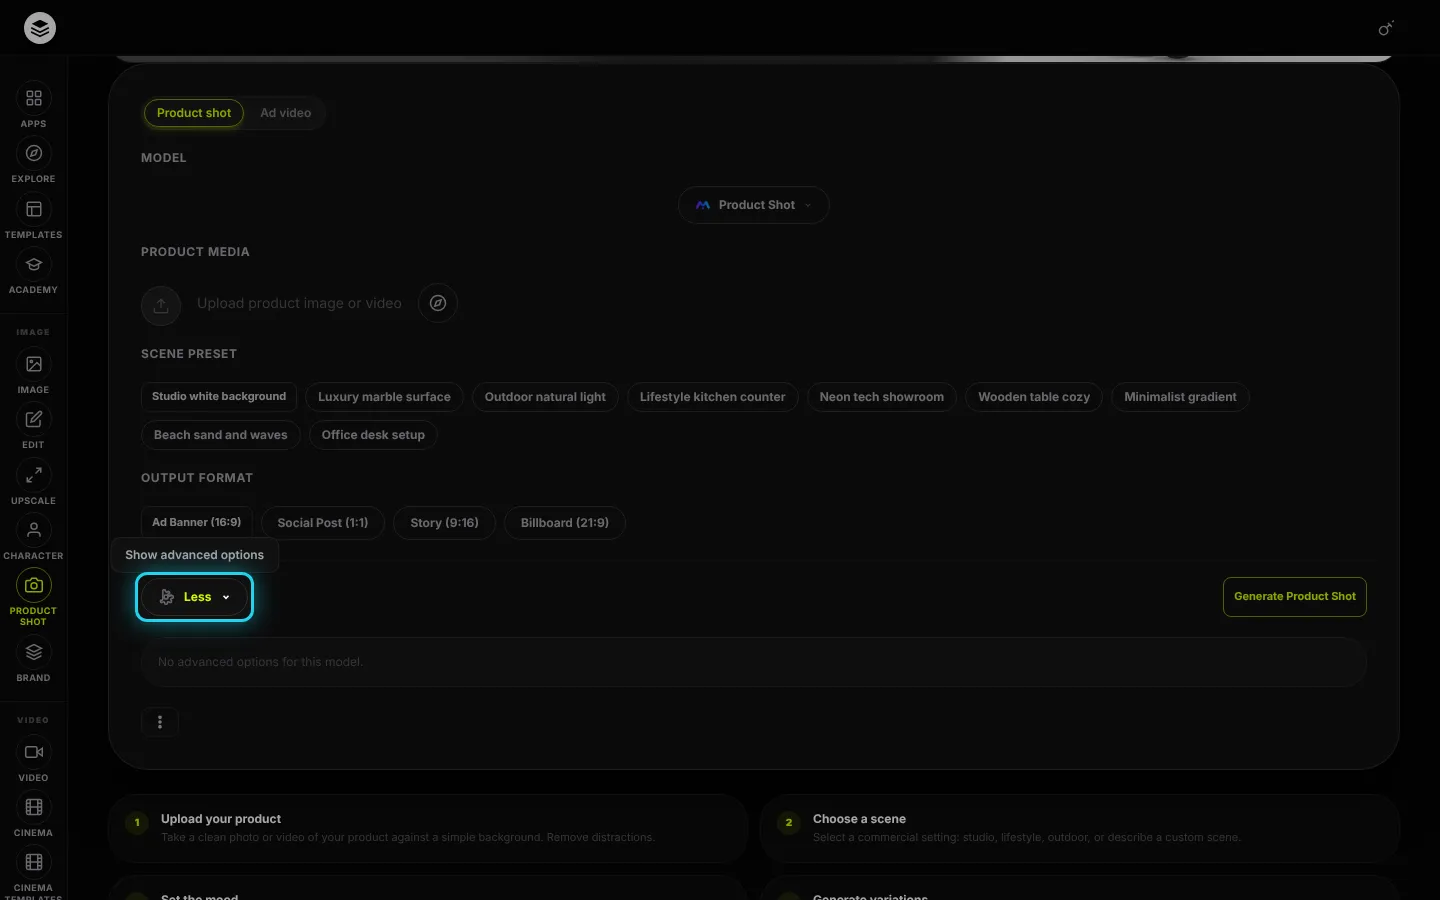 APPS
EXPLORE
TEMPLATES
ACADEMY
IMAGE
IMAGE
EDIT
UPSCALE
CHARACTER
PRODUCT
SHOT
BRAND
VIDEO
VIDEO
CINEMA
CINEMA
TEMPLATES
Product shot
Ad video
MODEL
Product Shot
PRODUCT MEDIA
Upload product image or video
SCENE PRESET
Studio white background
Luxury marble surface
Outdoor natural light
Lifestyle kitchen counter
Neon tech showroom
Wooden table cozy
Minimalist gradient
Beach sand and waves
Office desk setup
OUTPUT FORMAT
Ad Banner (16:9)
Social Post (1:1)
Story (9:16)
Billboard (21:9)
Show advanced options
Less
Generate Product Shot
No advanced options for this model.
1
Upload your product
Take a clean photo or video of your product against a simple background. Remove distractions.
2
Choose a scene
Select a commercial setting: studio, lifestyle, outdoor, or describe a custom scene.
Set the mood
Generate variations